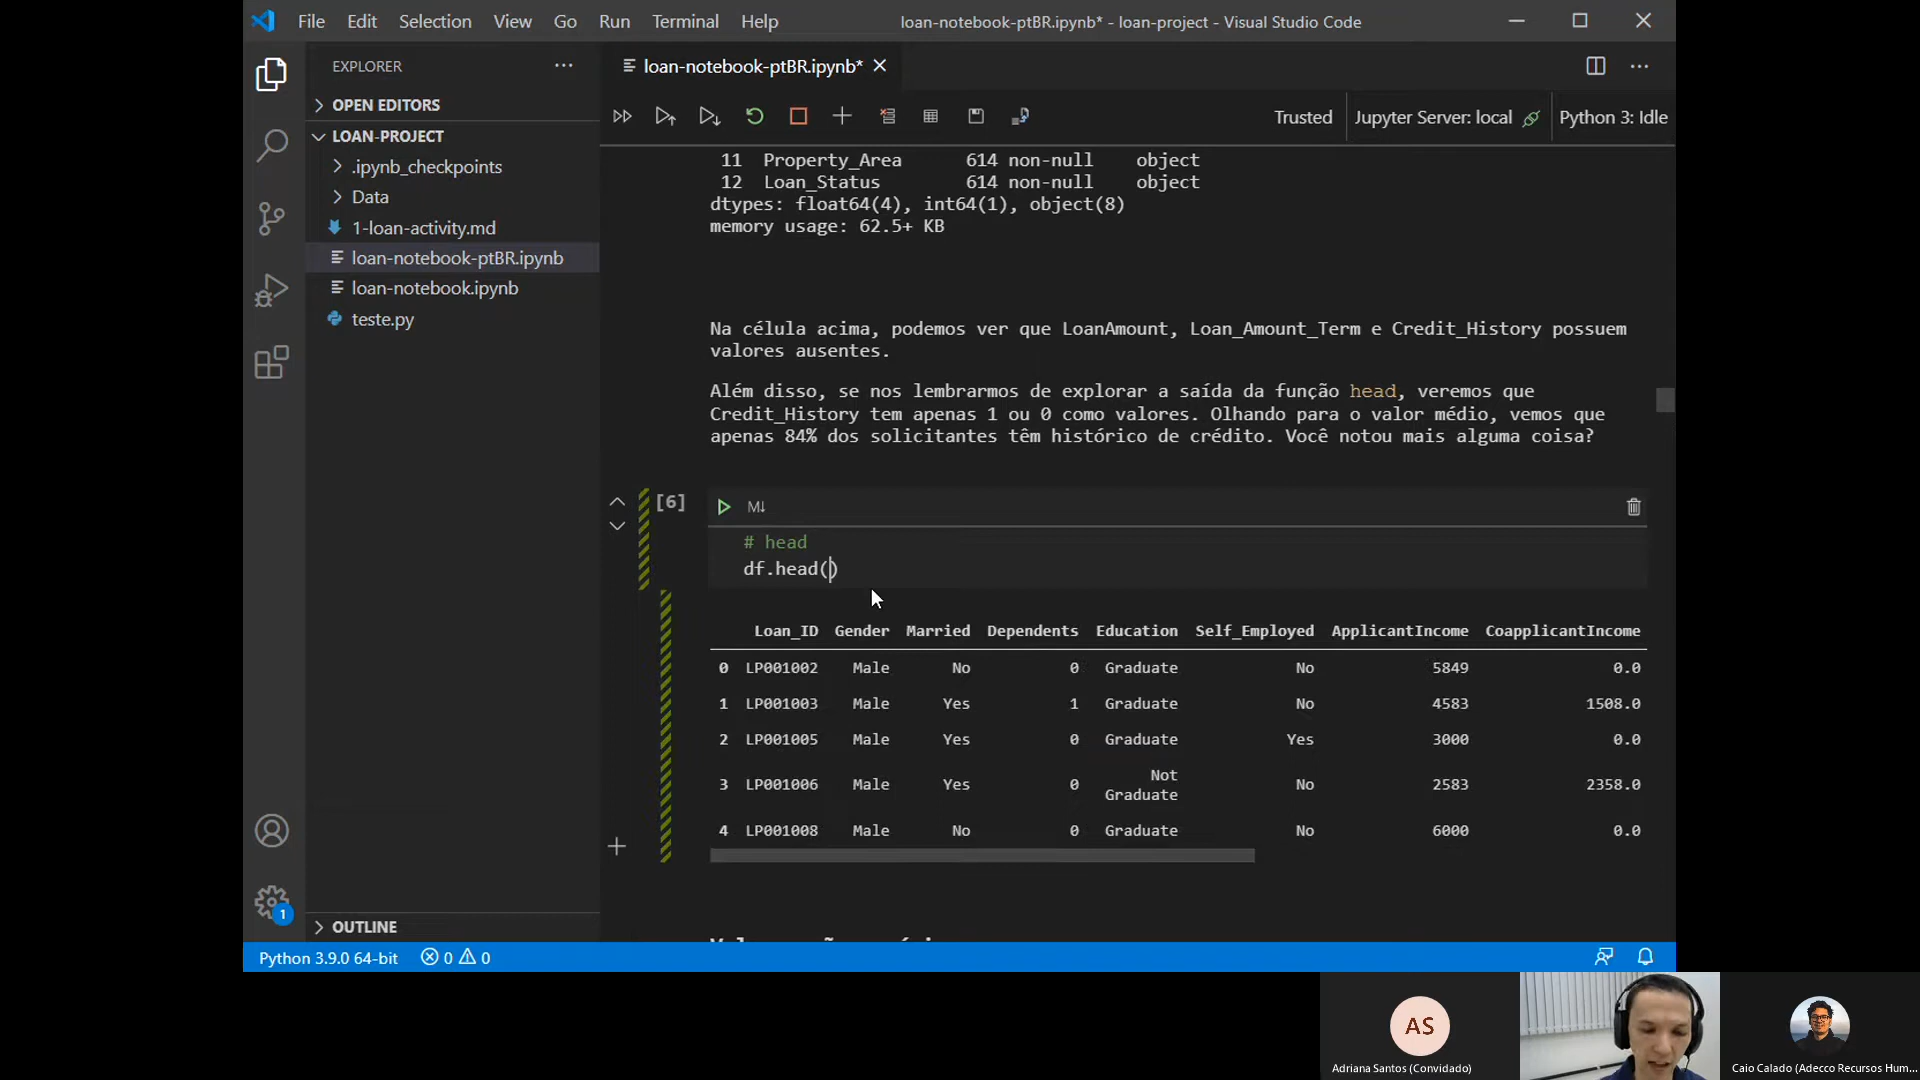 File Edit Selection View Go Run Terminal Help
loan-notebook-ptBR.ipynb* - loan-project - Visual Studio Code
EXPLORER
OPEN EDITORS
LOAN-PROJECT
.ipynb_checkpoints
Data
1-loan-activity.md
loan-notebook-ptBR.ipynb
loan-notebook.ipynb
teste.py
OUTLINE
loan-notebook-ptBR.ipynb*
Trusted
Jupyter Server: local
Python 3: Idle
11 Property_Area 614 non-null object
12 Loan_Status 614 non-null object
dtypes: float64(4), int64(1), object(8)
memory usage: 62.5+ KB
Na célula acima, podemos ver que LoanAmount, Loan_Amount_Term e Credit_History possuem
valores ausentes.
Além disso, se nos lembrarmos de explorar a saída da função head, veremos que
Credit_History tem apenas 1 ou 0 como valores. Olhando para o valor médio, vemos que
apenas 84% dos solicitantes têm histórico de crédito. Você notou mais alguma coisa?
[6]
M↓
# head
df.head()
Loan_ID Gender Married Dependents Education Self_Employed ApplicantIncome CoapplicantIncome
0 LP001002 Male No 0 Graduate No 5849 0.0
1 LP001003 Male Yes 1 Graduate No 4583 1508.0
2 LP001005 Male Yes 0 Graduate Yes 3000 0.0
3 LP001006 Male Yes 0 Not Graduate No 2583 2358.0
4 LP001008 Male No 0 Graduate No 6000 0.0
1
Python 3.9.0 64-bit
0 0
AS
Adriana Santos (Convidado)
Caio Calado (Adecco Recursos Hum...